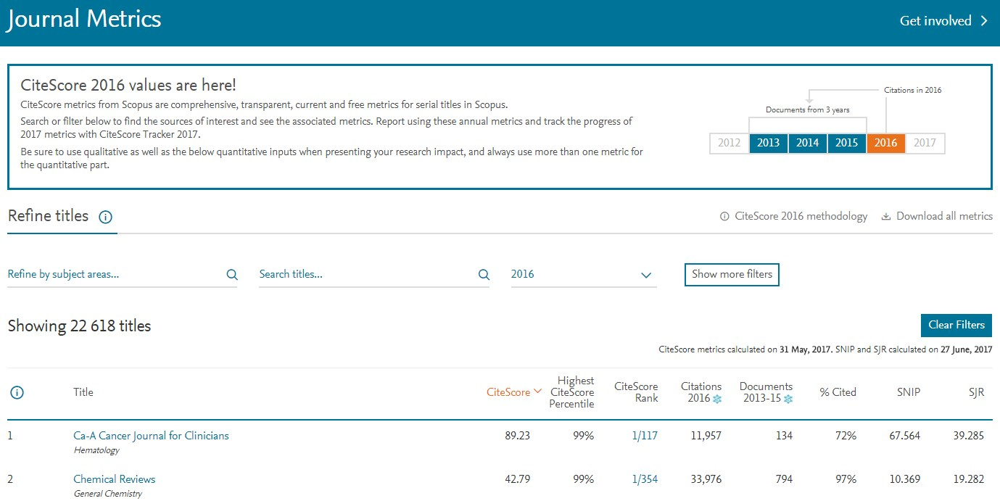 Journal Metrics
Get involved
CiteScore 2016 values are here!
CiteScore metrics from Scopus are comprehensive, transparent, current and free metrics for serial titles in Scopus.
Search or filter below to find the sources of interest and see the associated metrics. Report using these annual metrics and track the progress of
2017 metrics with CiteScore Tracker 2017.
Be sure to use qualitative as well as the below quantitative inputs when presenting your research impact, and always use more than one metric for
the quantitative part.
Citations in 2016
Documents from 3 years
2012 2013 2014 2015 2016 2017
Refine titles
CiteScore 2016 methodology Download all metrics
Refine by subject areas... Search titles... 2016 Show more filters
Showing 22 618 titles
Clear Filters
CiteScore metrics calculated on 31 May, 2017. SNIP and SJR calculated on 27 June, 2017
Title CiteScore Highest CiteScore Percentile CiteScore Rank Citations 2016 Documents 2013-15 % Cited SNIP SJR
1 Ca-A Cancer Journal for Clinicians 89.23 99% 1/117 11,957 134 72% 67.564 39.285
Hematology
2 Chemical Reviews 42.79 99% 1/354 33,976 794 97% 10.369 19.282
General Chemistry